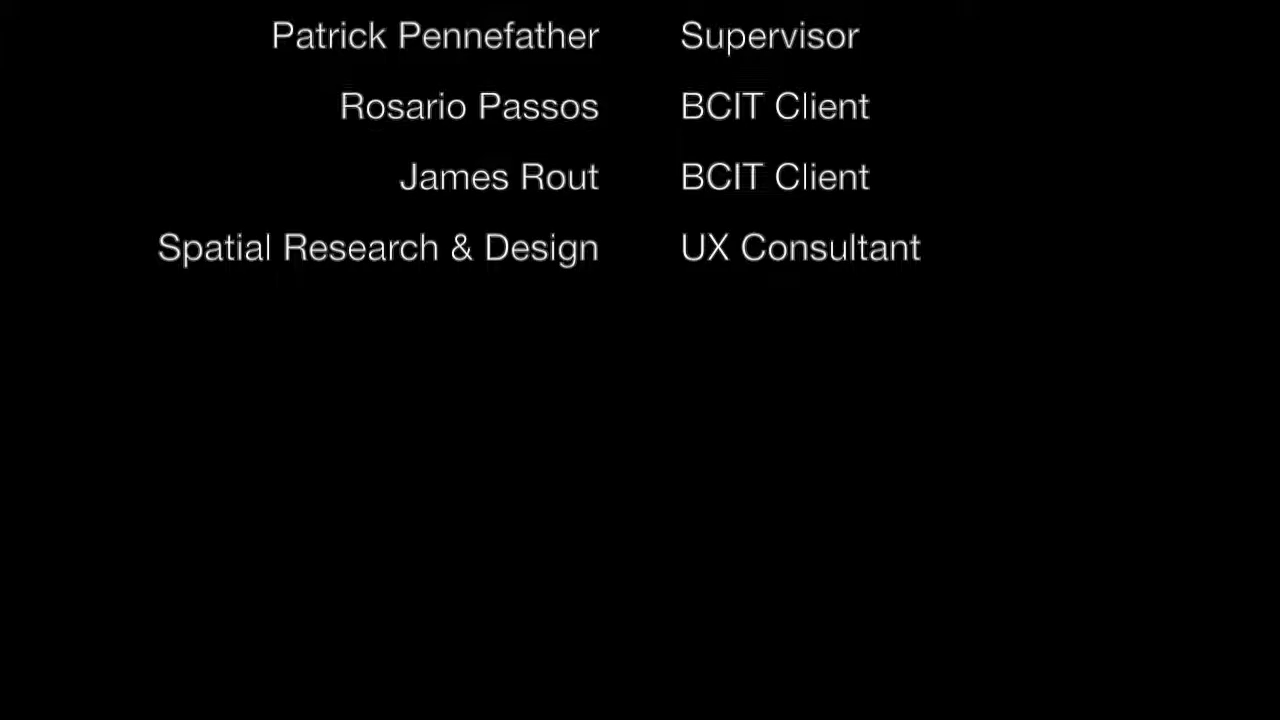 Patrick Pennefather Supervisor
Rosario Passos BCIT Client
James Rout BCIT Client
Spatial Research & Design UX Consultant